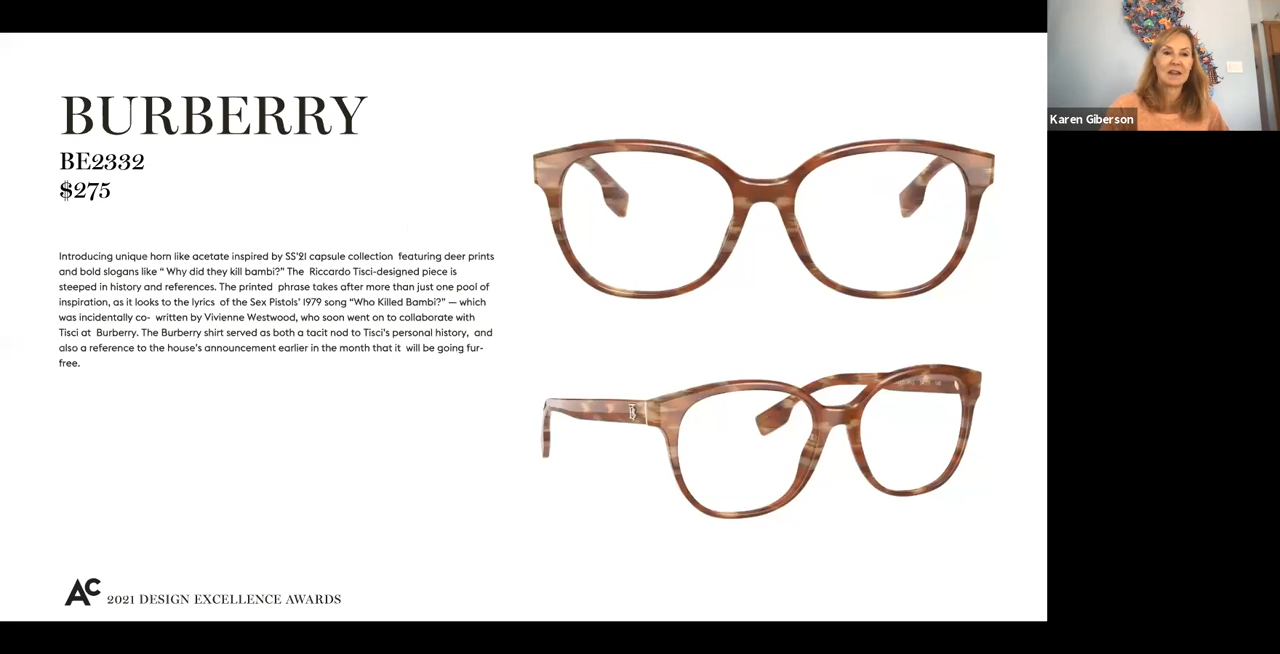 BURBERRY
BE2332
$275
Introducing unique horn like acetate inspired by SS'21 capsule collection  featuring deer prints
and bold slogans like “ Why did they kill bambi?” The  Riccardo Tisci-designed piece is
steeped in history and references. The printed  phrase takes after more than just one pool of
inspiration, as it looks to the lyrics  of the Sex Pistols’ 1979 song “Who Killed Bambi?” — which
was incidentally co-  written by Vivienne Westwood, who soon went on to collaborate with
Tisci at  Burberry. The Burberry shirt served as both a tacit nod to Tisci's personal history,  and
also a reference to the house's announcement earlier in the month that it  will be going fur-
free.
AC 2021 DESIGN EXCELLENCE AWARDS
Karen Giberson